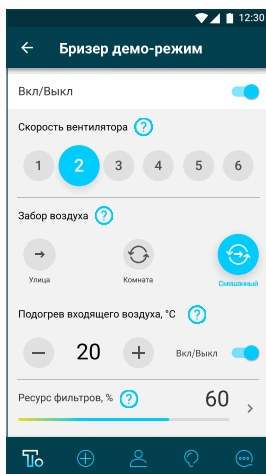 12:30
Бризер демо-режим
Вкл/Выкл
Скорость вентилятора ?
1 2 3 4 5 6
Забор воздуха ?
Улица Комната Смешанный
Подогрев входящего воздуха, °C ?
20 Вкл/Выкл
Ресурс фильтров, % ? 60